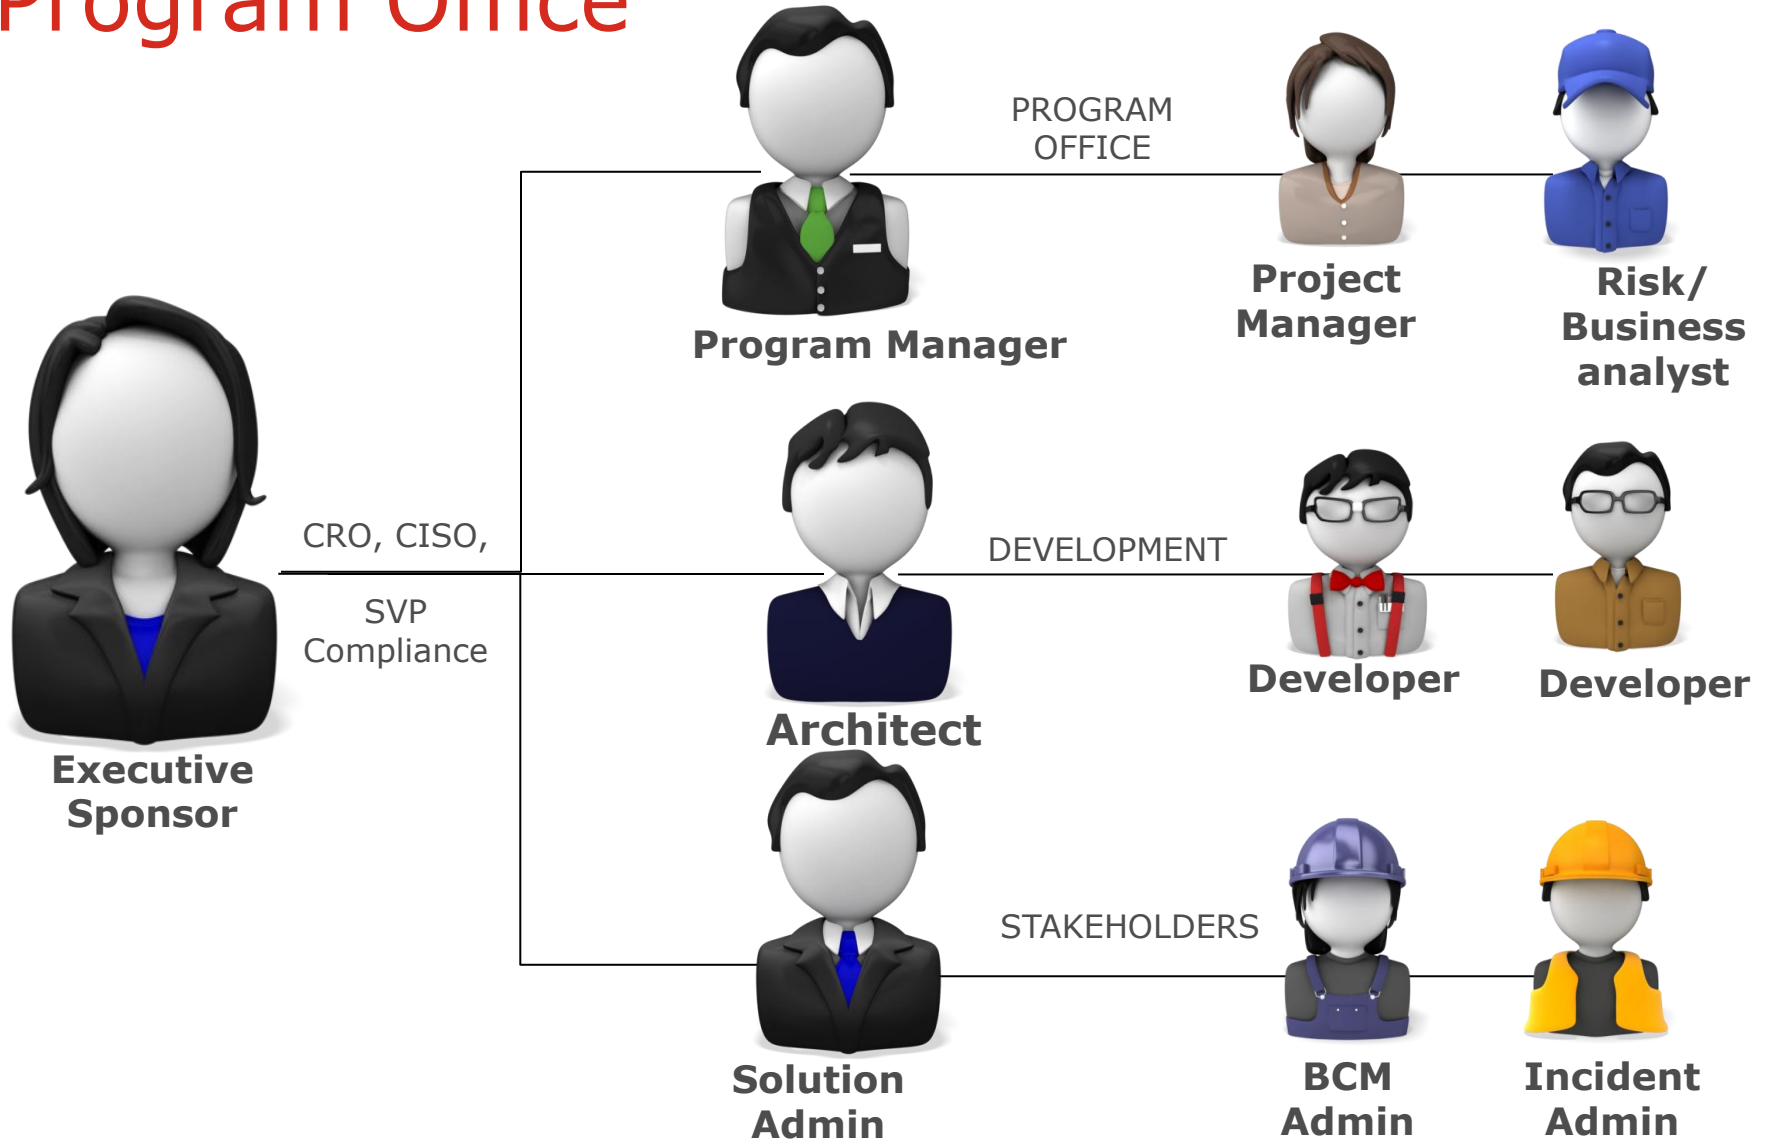 Program Office
PROGRAM
OFFICE
Program Manager
Project
Manager
Risk/
Business
analyst
CRO, CISO,
SVP
Compliance
Executive
Sponsor
DEVELOPMENT
Architect
Developer
Developer
STAKEHOLDERS
Solution
Admin
BCM
Admin
Incident
Admin